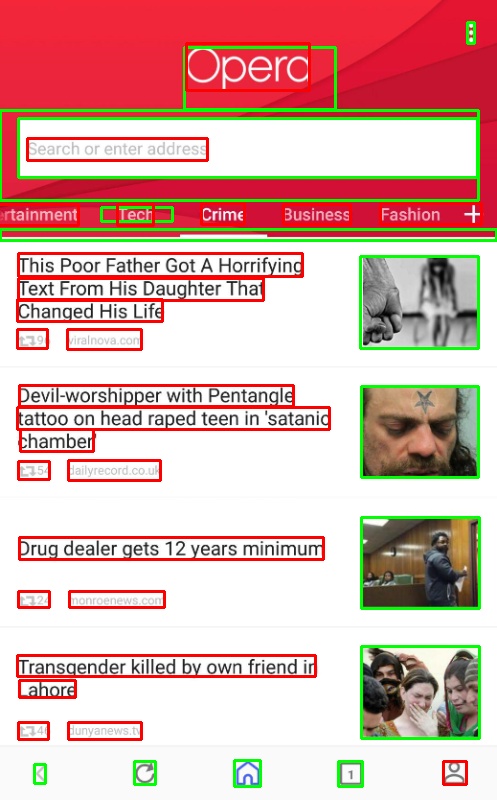 Opera
Search or enter address
ertainment Tech Crime Business Fashion +
This Poor Father Got A Horrifying
Text From His Daughter That
Changed His Life
viralnova.com
Devil-worshipper with Pentangle
tattoo on head raped teen in 'satanic
chamber'
54 dailyrecord.co.uk
Drug dealer gets 12 years minimum
24 monroenews.com
Transgender killed by own friend in
Lahore
dunyanews.tv
1